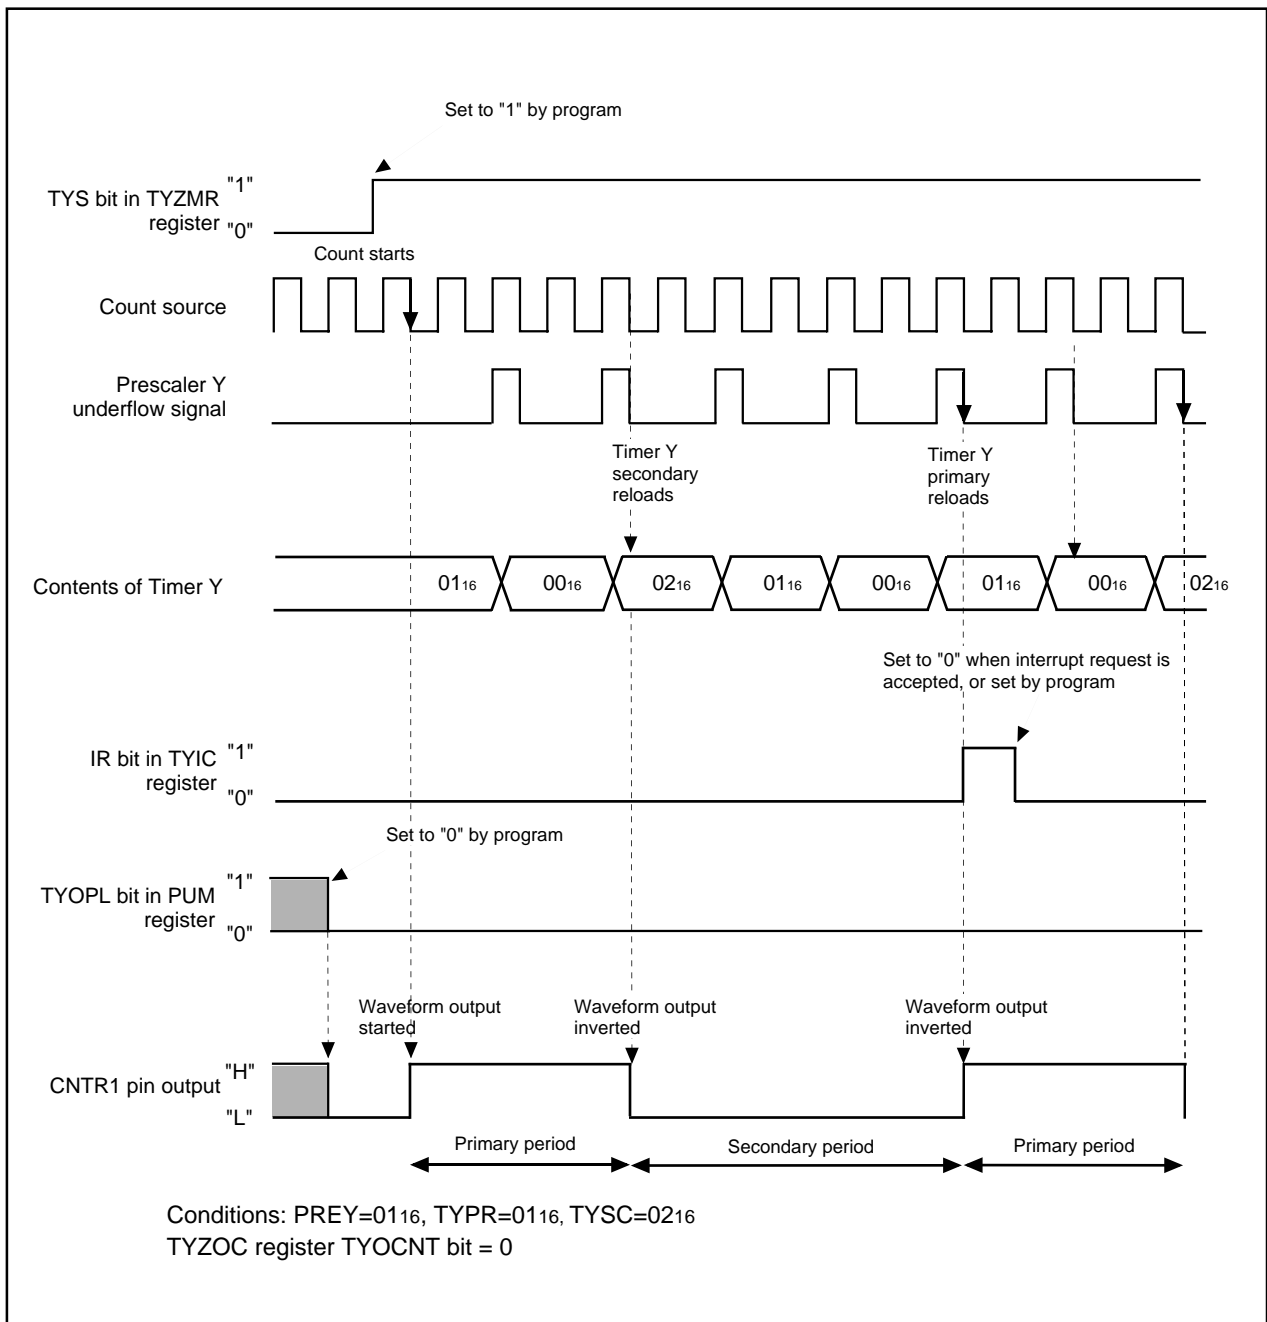 Set to "1" by program
"1"
TYS bit in TYZMR
register
"0"
Count starts
Count source
Prescaler Y
underflow signal
Timer Y
secondary
reloads
Timer Y
primary
reloads
Contents of Timer Y
0116 0016 0216 0116 0016 0116 0016 0216
Set to "0" when interrupt request is
accepted, or set by program
"1"
IR bit in TYIC
register
"0"
Set to "0" by program
"1"
TYOPL bit in PUM
register
"0"
Waveform output
started
Waveform output
inverted
Waveform output
inverted
"H"
CNTR1 pin output
"L"
Primary period
Secondary period
Primary period
Conditions: PREY=0116, TYPR=0116, TYSC=0216
TYZOC register TYOCNT bit = 0